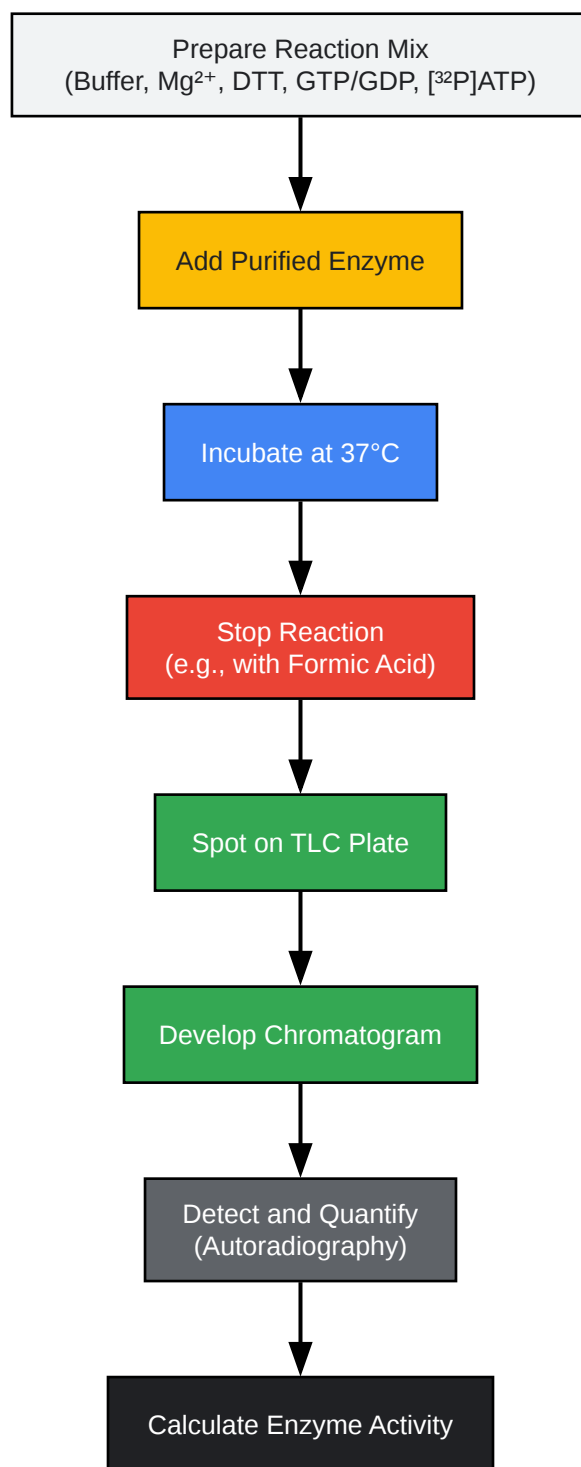 Prepare Reaction Mix
(Buffer, Mg²⁺, DTT, GTP/GDP, [³²P]ATP)
Add Purified Enzyme
Incubate at 37°C
Stop Reaction
(e.g., with Formic Acid)
Spot on TLC Plate
Develop Chromatogram
Detect and Quantify
(Autoradiography)
Calculate Enzyme Activity